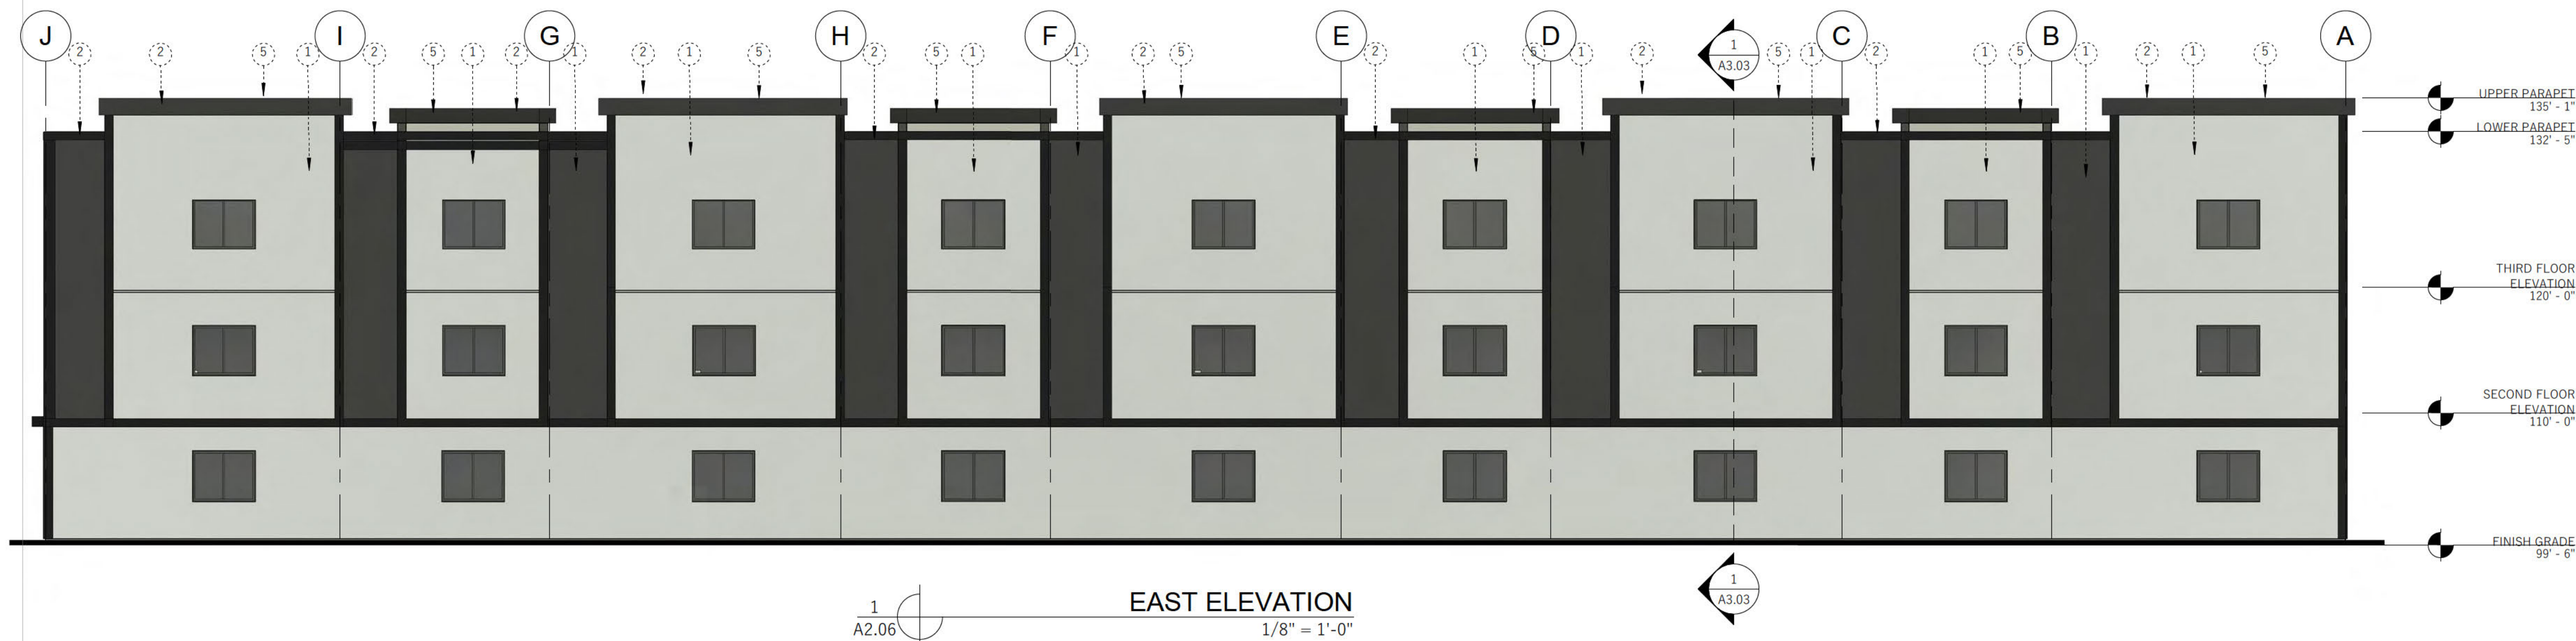 J I G H F E D C B A
1
A3.03
2 2 5 1 2 5 1 2 1 2 1 5 2 5 1 1 2 5 2 1 5 1 2 5 1 2 1 5 1 2 1 5
UPPER PARAPET
135' - 1"
LOWER PARAPET
132' - 5"
THIRD FLOOR
ELEVATION
120' - 0"
SECOND FLOOR
ELEVATION
110' - 0"
FINISH GRADE
99' - 6"
1
A3.03
1
A2.06
EAST ELEVATION
1/8" = 1'-0"